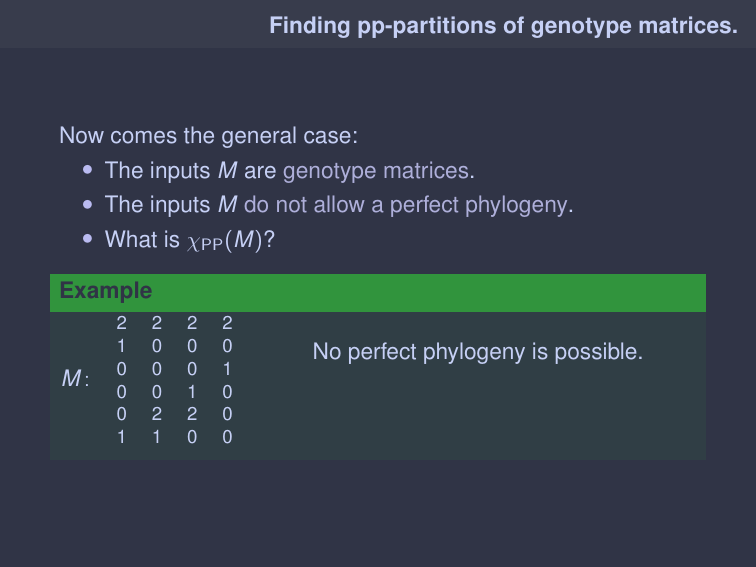 Finding pp-partitions of genotype matrices.
Now comes the general case:
• The inputs M are genotype matrices.
• The inputs M do not allow a perfect phylogeny.
• What is χPP(M)?
Example
M:
2 2 2 2
1 0 0 0
0 0 0 1
0 0 1 0
0 2 2 0
1 1 0 0
No perfect phylogeny is possible.